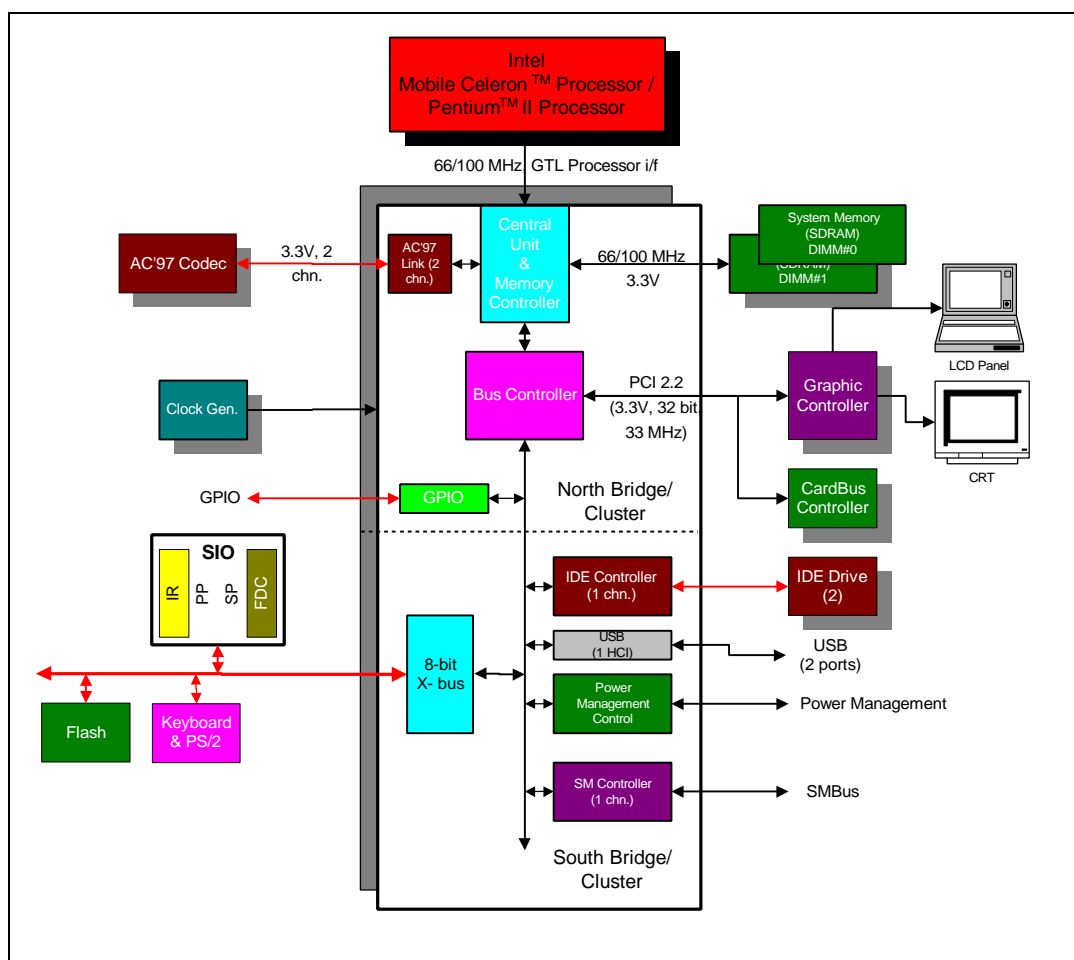 Intel
Mobile Celeron TM Processor /
Pentium TM II Processor
66/100 MHz, GTL Processor i/f
AC'97 Codec
3.3V, 2
chn.
AC'97
Link (2
chn.)
Central
Unit
&
Memory
Controller
66/100 MHz
3.3V
System Memory
(SDRAM)
DIMM#0
(SDRAM)
DIMM#1
LCD Panel
Clock Gen.
Bus Controller
PCI 2.2
(3.3V, 32 bit,
33 MHz)
Graphic
Controller
CRT
GPIO
GPIO
North Bridge/
Cluster
CardBus
Controller
SIO
IR
PP
SP
FDC
IDE Controller
(1 chn.)
IDE Drive
(2)
USB
(1 HCI)
USB
(2 ports)
8-bit
X- bus
Power
Management
Control
Power Management
Flash
Keyboard
& PS/2
SM Controller
(1 chn.)
SMBus
South Bridge/
Cluster